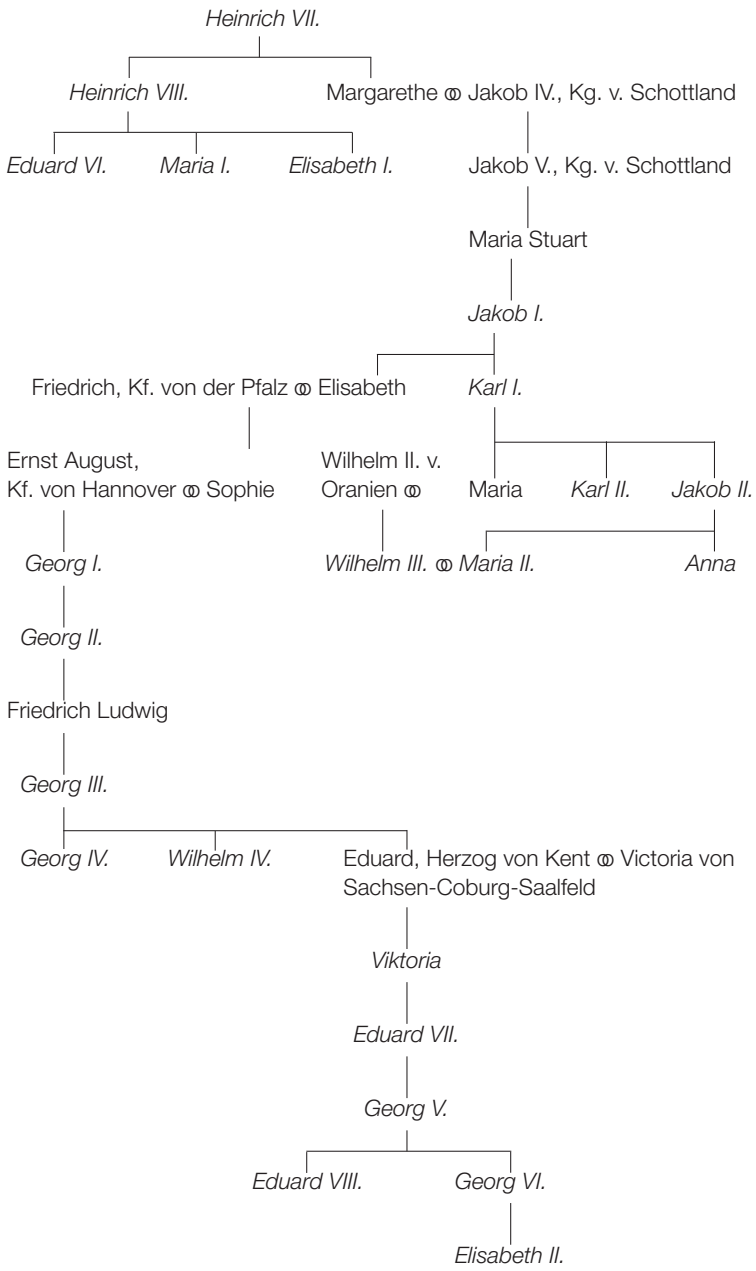 Heinrich VII.
Heinrich VIII. Margarethe ⚭ Jakob IV., Kg. v. Schottland
Eduard VI. Maria I. Elisabeth I. Jakob V., Kg. v. Schottland
Maria Stuart
Jakob I.
Friedrich, Kf. von der Pfalz ⚭ Elisabeth Karl I.
Ernst August,
Kf. von Hannover ⚭ Sophie
Wilhelm II. v.
Oranien ⚭ Maria Karl II. Jakob II.
Georg I. Wilhelm III. ⚭ Maria II. Anna
Georg II.
Friedrich Ludwig
Georg III.
Georg IV. Wilhelm IV. Eduard, Herzog von Kent ⚭ Victoria von
Sachsen-Coburg-Saalfeld
Viktoria
Eduard VII.
Georg V.
Eduard VIII. Georg VI.
Elisabeth II.